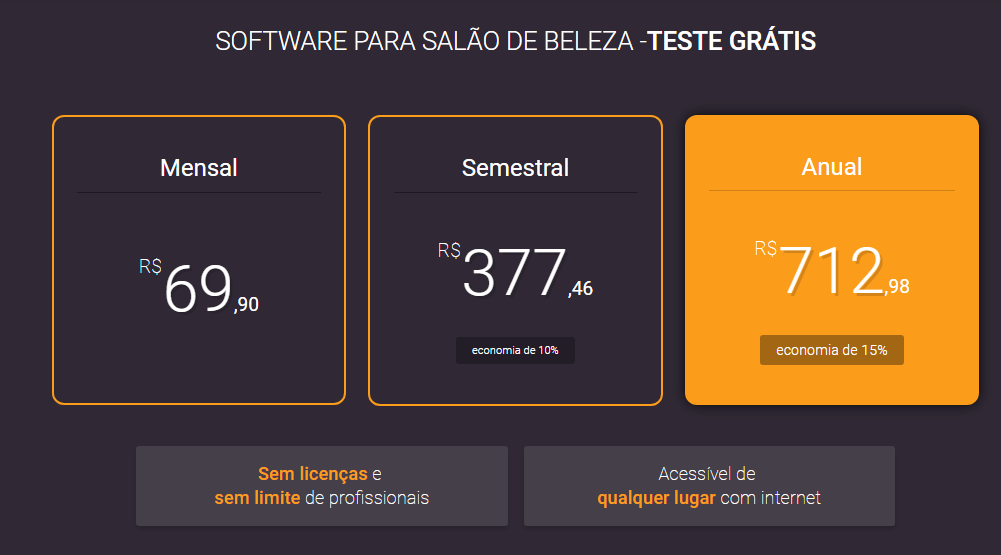 SOFTWARE PARA SALÃO DE BELEZA -TESTE GRÁTIS
Mensal
R$69,90
Semestral
R$377,46
economia de 10%
Anual
R$712,98
economia de 15%
Sem licenças e
sem limite de profissionais
Acessível de
qualquer lugar com internet